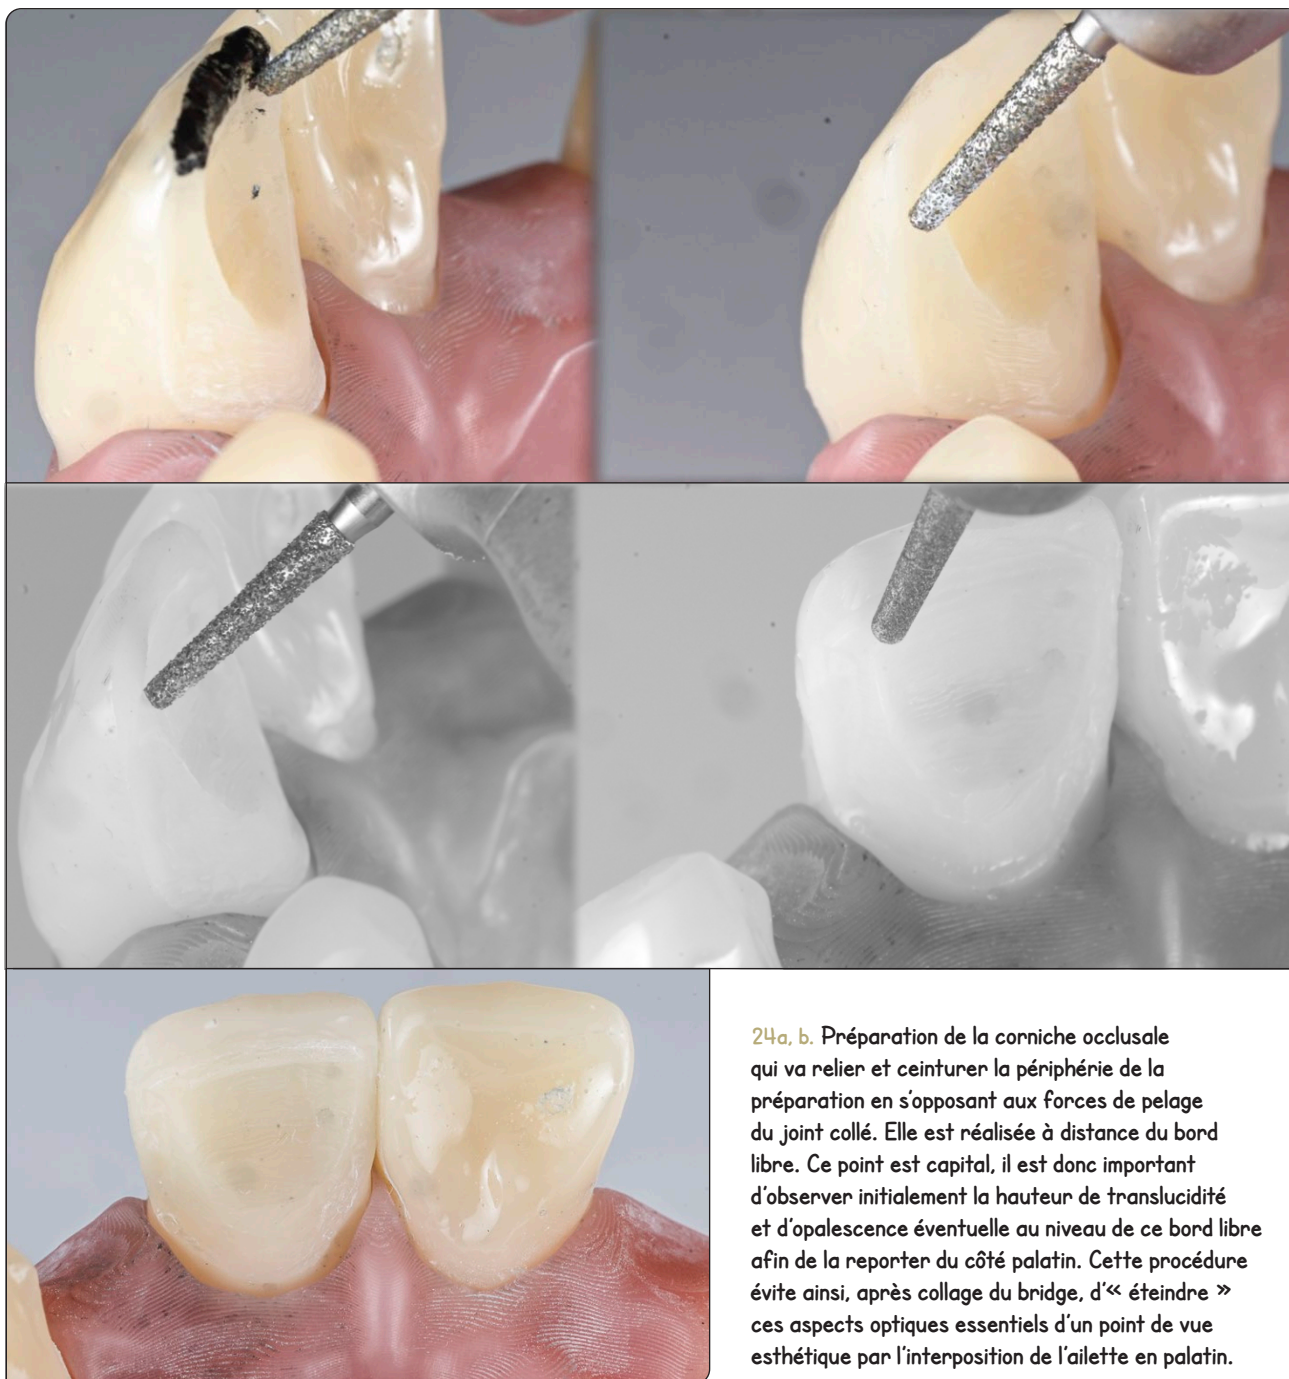 24a, b. Préparation de la corniche occlusale
qui va relier et ceinturer la périphérie de la
préparation en s'opposant aux forces de pelage
du joint collé. Elle est réalisée à distance du bord
libre. Ce point est capital, il est donc important
d'observer initialement la hauteur de translucidité
et d'opalescence éventuelle au niveau de ce bord libre
afin de la reporter du côté palatin. Cette procédure
évite ainsi, après collage du bridge, d'« éteindre »
ces aspects optiques essentiels d'un point de vue
esthétique par l'interposition de l'ailette en palatin.